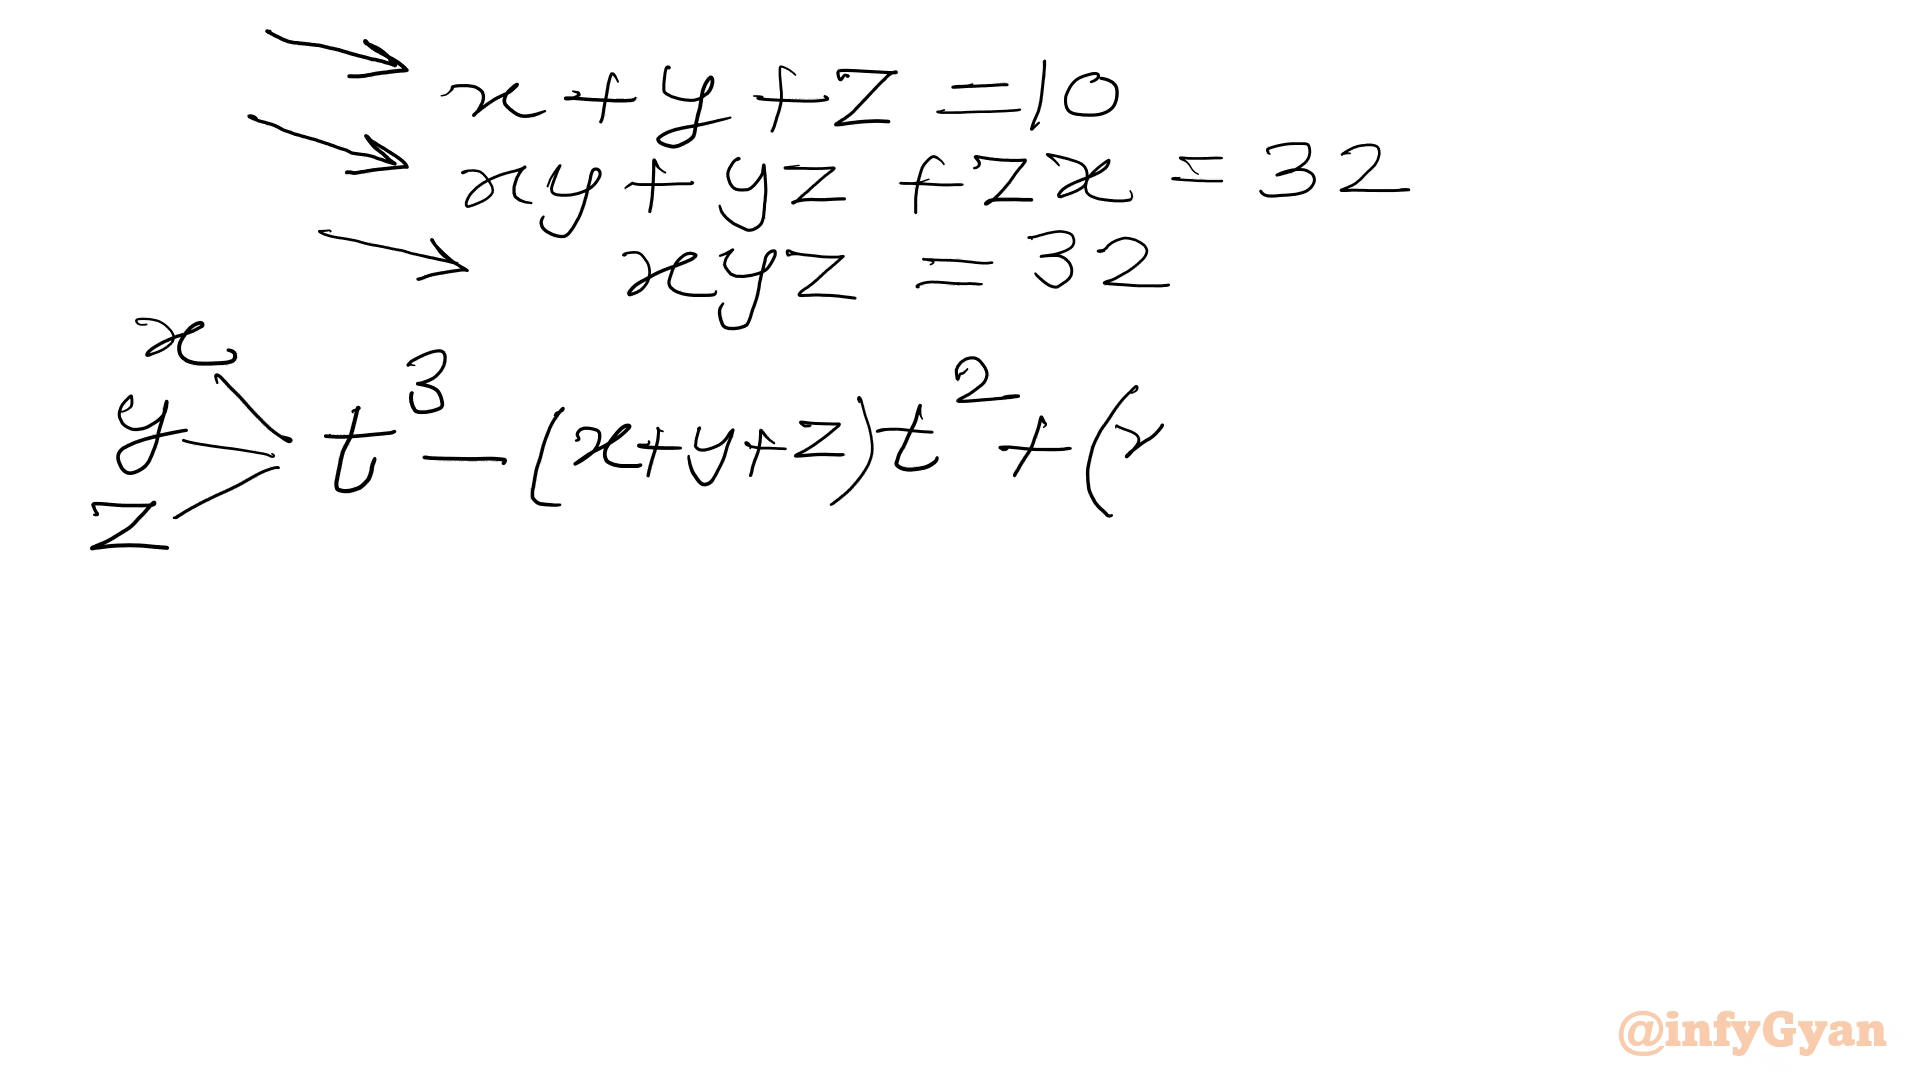 x + y + z = 10
xy + yz + zx = 32
xyz = 32
x
y
z
t³ — (x+y+z)t² + (x
@infyGyan